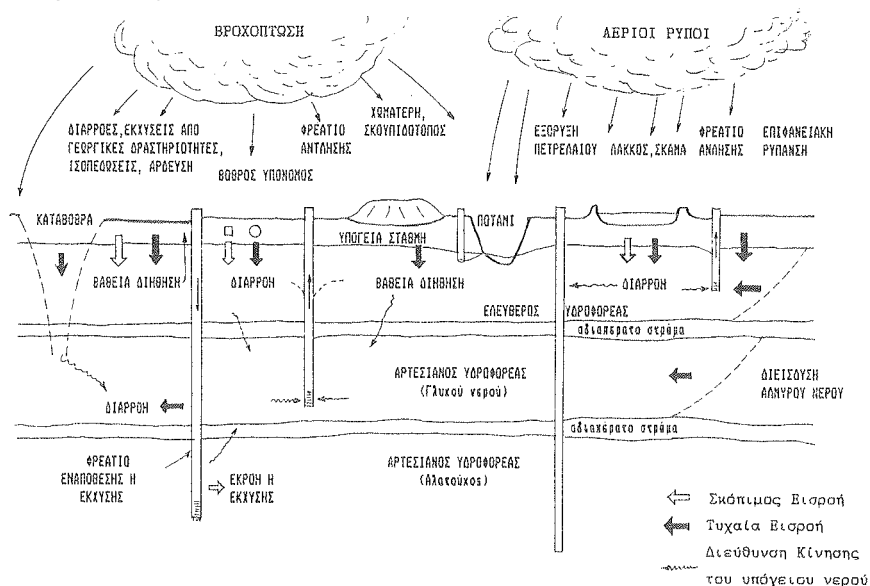 ΒΡΟΧΟΠΤΩΣΗ
ΑΕΡΙΟΙ ΡΥΠΟΙ
ΔΙΑΡΡΟΕΣ,ΕΚΧΥΣΕΙΣ ΑΠΟ
ΓΕΩΡΓΙΚΕΣ ΔΡΑΣΤΗΡΙΟΤΗΤΕΣ,
ΙΣΟΠΕΔΩΣΕΙΣ, ΑΡΔΕΥΣΗ
ΒΟΘΡΟΣ ΥΠΟΝΟΜΟΣ
ΦΡΕΑΤΙΟ
ΑΝΤΛΗΣΗΣ
ΧΩΜΑΤΕΡΗ,
ΣΚΟΥΠΙΔΟΤΟΠΟΣ
ΕΞΟΡΥΞΗ
ΠΕΤΡΕΛΑΙΟΥ
ΛΑΚΚΟΣ,ΣΚΑΜΑ
ΦΡΕΑΤΙΟ
ΑΝΛΗΣΗΣ
ΕΠΙΦΑΝΕΙΑΚΗ
ΡΥΠΑΝΣΗ
ΚΑΤΑΒΟΘΡΑ
ΠΟΤΑΜΙ
ΥΠΟΓΕΙΑ ΣΤΑΘΜΗ
ΒΑΘΕΙΑ ΔΙΗΘΗΣΗ
ΔΙΑΡΡΟΗ
ΒΑΘΕΙΑ ΔΙΗΘΗΣΗ
ΔΙΑΡΡΟΗ
ΕΛΕΥΘΕΡΟΣ ΥΔΡΟΦΟΡΕΑΣ
αδιαπέρατο στρώμα
ΑΡΤΕΣΙΑΝΟΣ ΥΔΡΟΦΟΡΕΑΣ
(Γλυκού νερού)
ΔΙΕΙΣΔΥΣΗ
ΑΛΜΥΡΟΥ ΝΕΡΟΥ
ΔΙΑΡΡΟΗ
αδιαπέρατο στρώμα
ΦΡΕΑΤΙΟ
ΕΝΑΠΟΘΕΣΗΣ Η
ΕΚΧΥΣΗΣ
ΕΚΡΟΗ Η
ΕΚΧΥΣΗΣ
ΑΡΤΕΣΙΑΝΟΣ ΥΔΡΟΦΟΡΕΑΣ
(Αλατούχος)
Σκόπιμος Εισροή
Τυχαία Εισροή
Διεύθυνση Κίνησης
του υπόγειου νερού